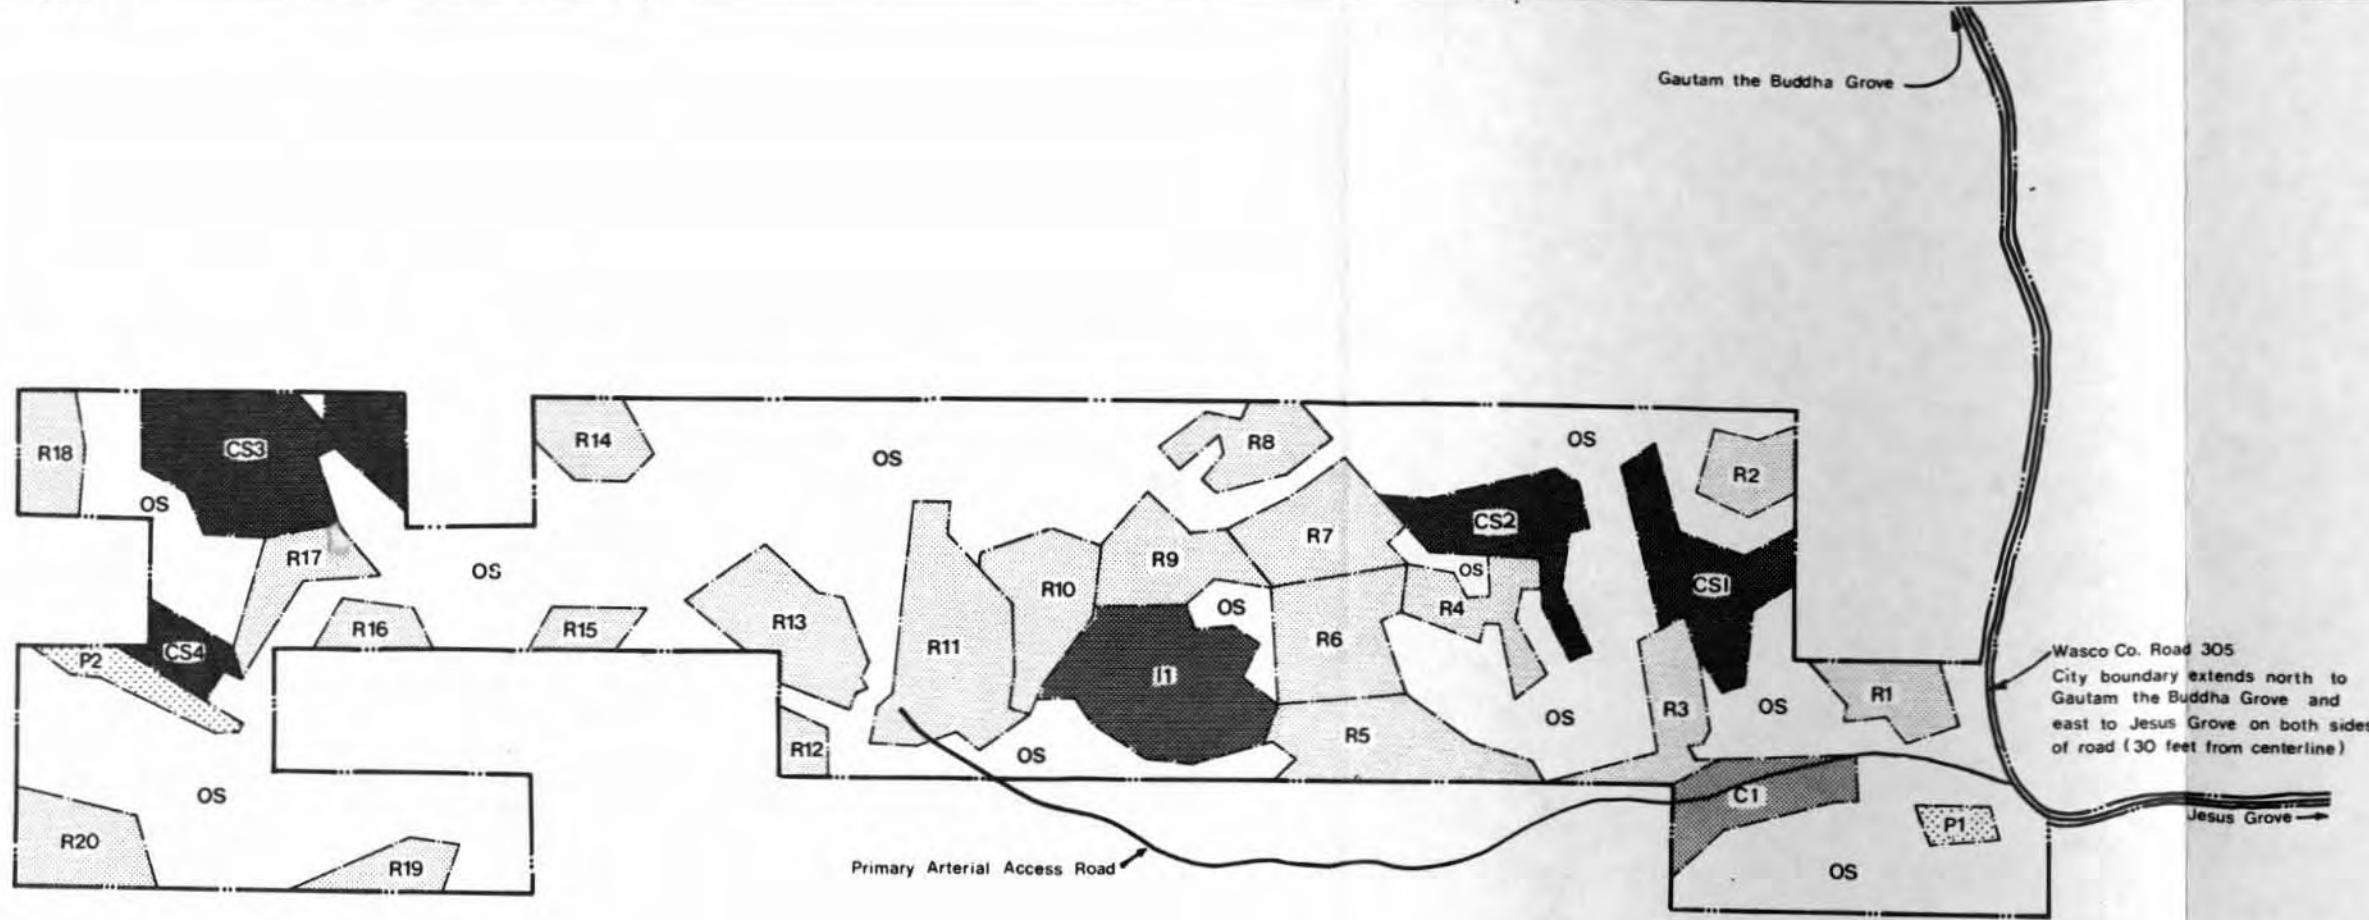 Gautam the Buddha Grove
R18
CS3
R14
OS
R8
OS
R2
OS
CS2
R17
OS
R7
R9
R10
OS
CS1
R4
OS
R16
R15
R13
R6
R11
P2
CS4
I1
Wasco Co. Road 305
City boundary extends north to
Gautam the Buddha Grove and
east to Jesus Grove on both sides
of road (30 feet from centerline)
R1
R3
OS
OS
R5
R12
OS
OS
C1
Jesus Grove
P1
R20
R19
Primary Arterial Access Road
OS